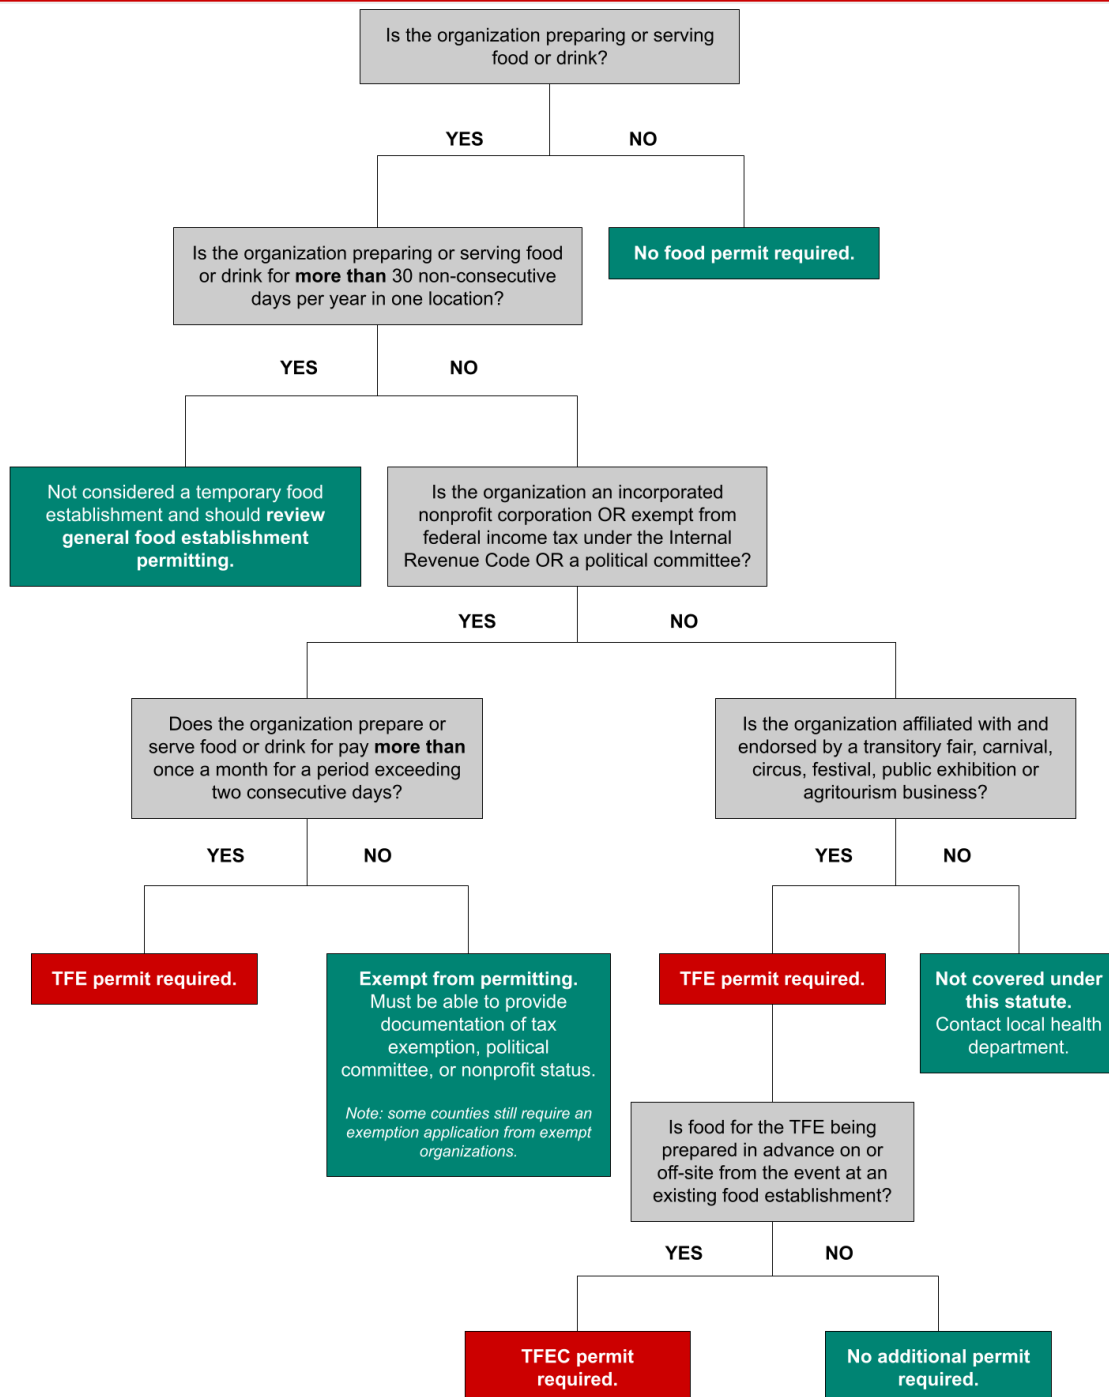 Is the organization preparing or serving
food or drink?
YES
NO
Is the organization preparing or serving food
or drink for more than 30 non-consecutive
days per year in one location?
No food permit required.
YES
NO
Not considered a temporary food
establishment and should review
general food establishment
permitting.
Is the organization an incorporated
nonprofit corporation OR exempt from
federal income tax under the Internal
Revenue Code OR a political committee?
YES
NO
Does the organization prepare or
serve food or drink for pay more than
once a month for a period exceeding
two consecutive days?
Is the organization affiliated with and
endorsed by a transitory fair, carnival,
circus, festival, public exhibition or
agritourism business?
YES
NO
YES
NO
TFE permit required.
Exempt from permitting.
Must be able to provide
documentation of tax
exemption, political
committee, or nonprofit status.
Note: some counties still require an
exemption application from exempt
organizations.
TFE permit required.
Not covered under
this statute.
Contact local health
department.
Is food for the TFE being
prepared in advance on or
off-site from the event at an
existing food establishment?
YES
NO
TFEC permit
required.
No additional permit
required.